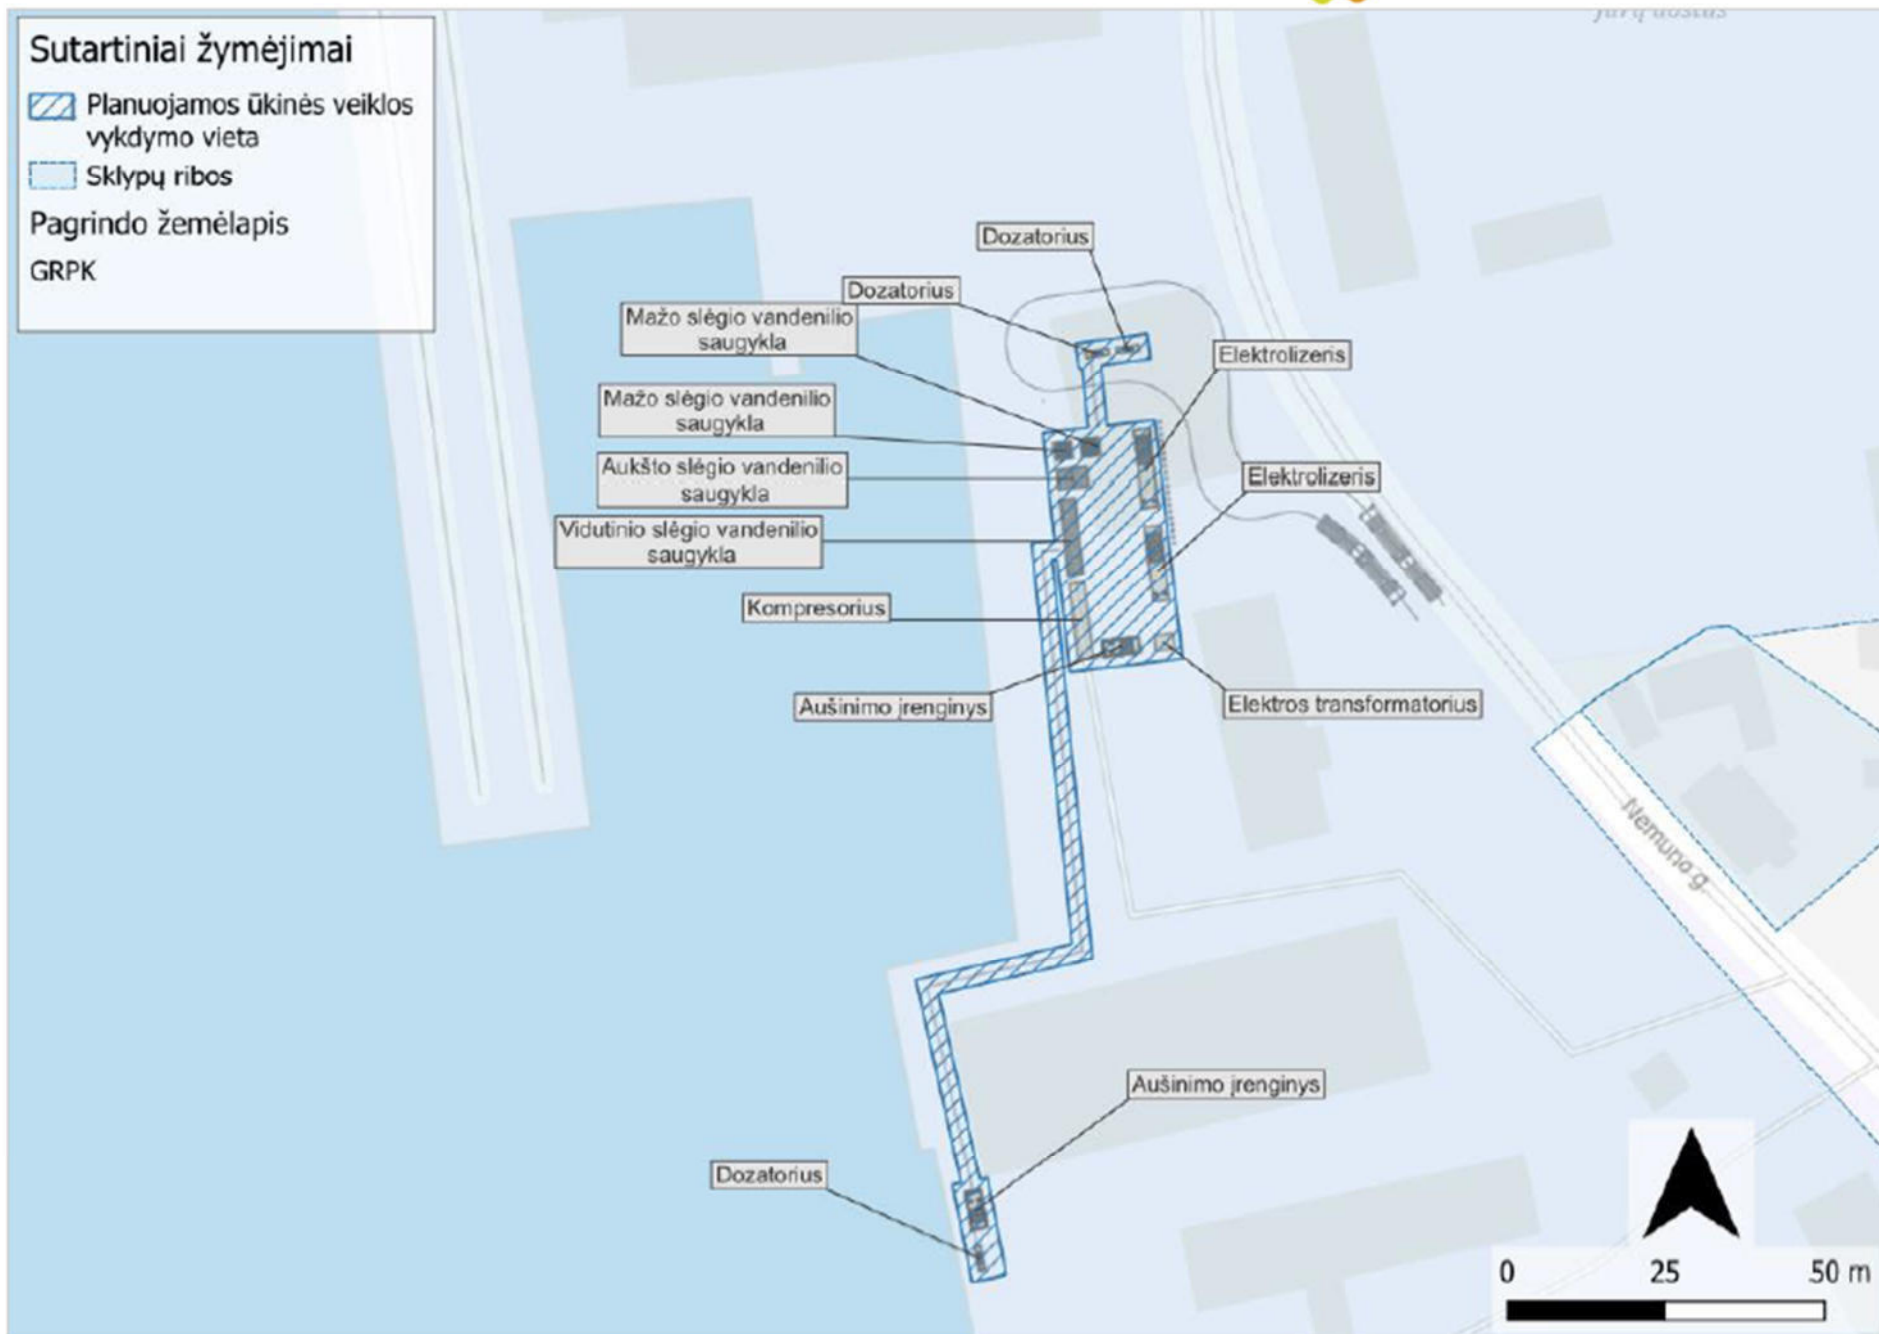 Sutartiniai žymėjimai
Planuojamos ūkinės veiklos
vykdymo vieta
Sklypų ribos
Pagrindo žemėlapis
GRPK
Dozatorius
Dozatorius
Mažo slėgio vandenilio
saugykla
Elektrolizeris
Mažo slėgio vandenilio
saugykla
Aukšto slėgio vandenilio
saugykla
Elektrolizeris
Vidutinio slėgio vandenilio
saugykla
Kompresorius
Aušinimo įrenginys
Elektros transformatorius
Nemuno g.
Aušinimo įrenginys
Dozatorius
0 25 50 m